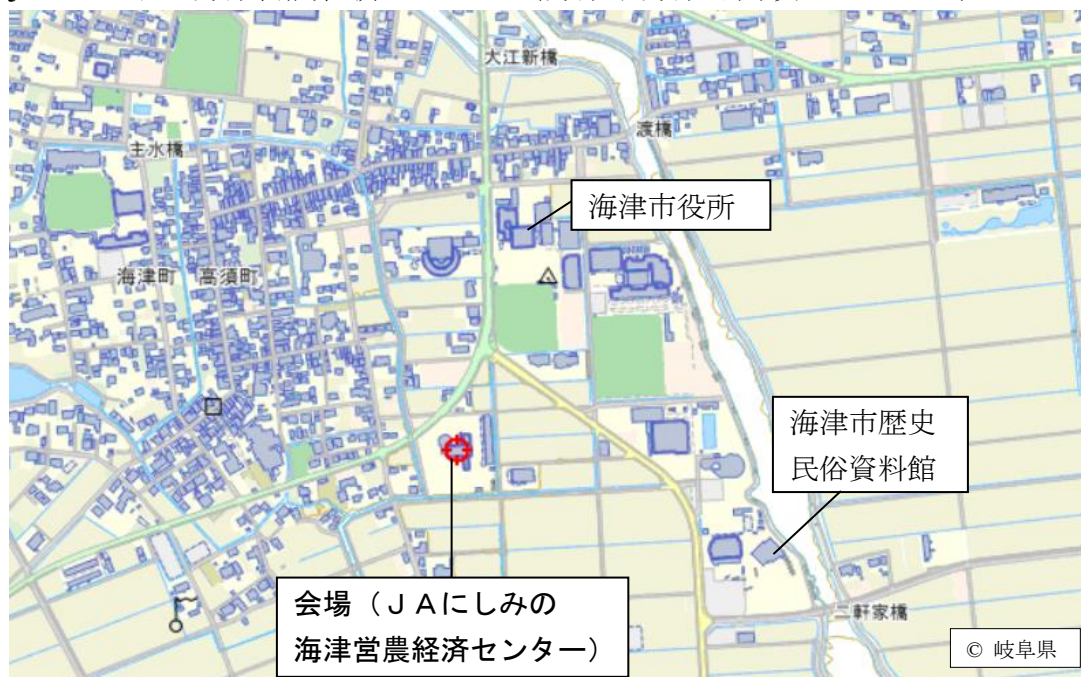 大江新橋
渡橋
主水橋
海津市役所
海津町
高須町
海津市歴史
民俗資料館
会場（ＪＡにしみの
海津営農経済センター）
二軒家橋
© 岐阜県